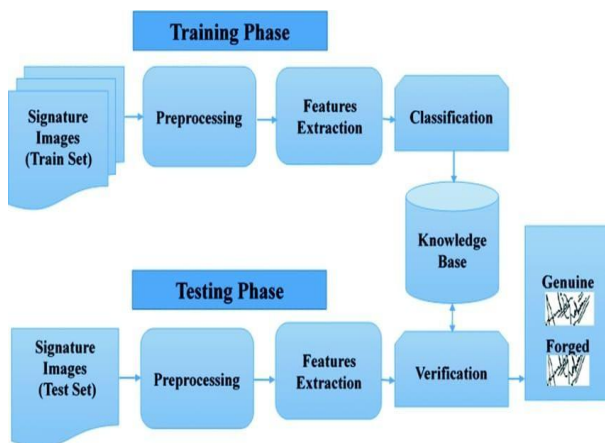 Training Phase
Signature
Images
(Train Set)
Preprocessing
Features
Extraction
Classification
Knowledge
Base
Testing Phase
Signature
Images
(Test Set)
Preprocessing
Features
Extraction
Verification
Genuine
Forged